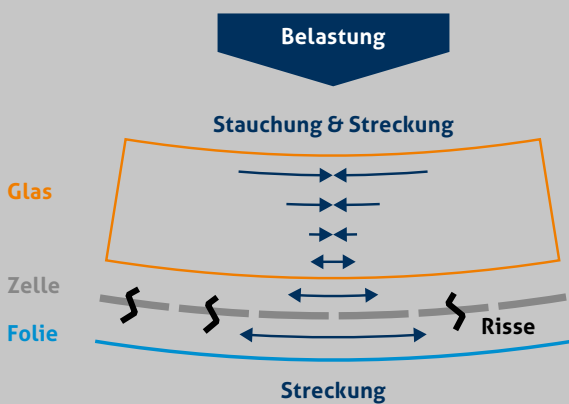 Belastung
Stauchung & Streckung
Glas
Zelle
Folie
Risse
Streckung